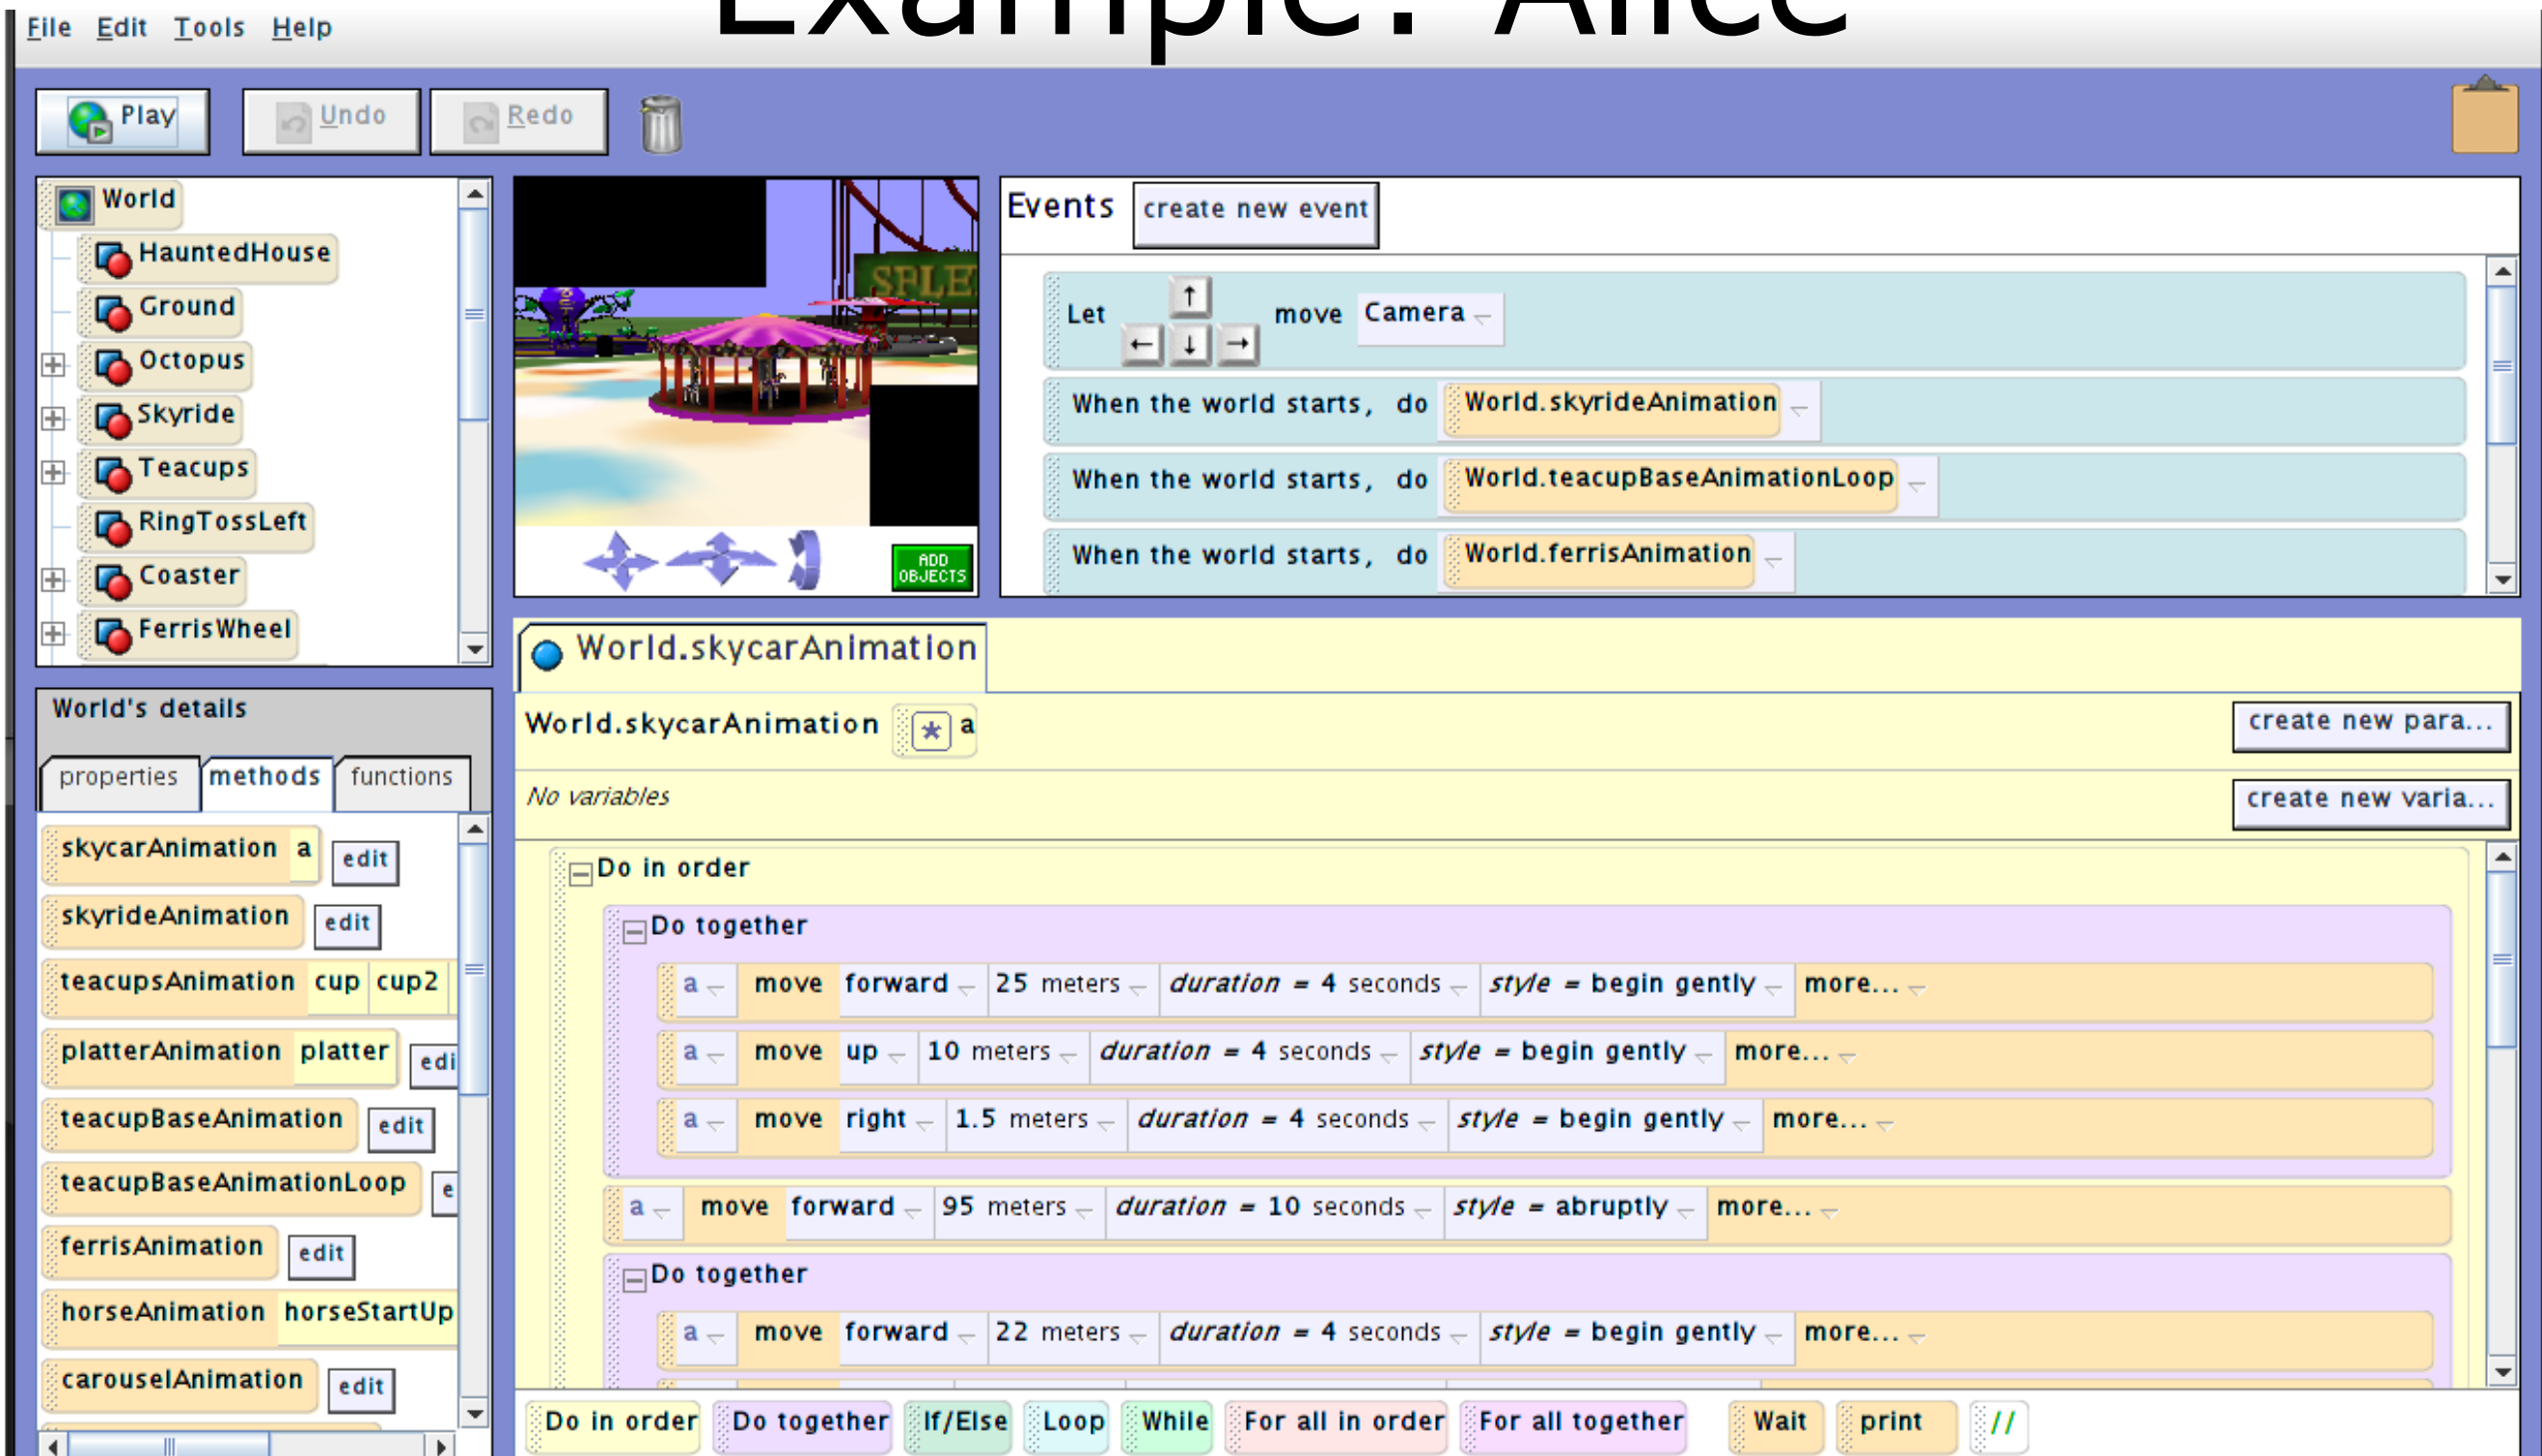 Example: Alice
File Edit Tools Help
Play Undo Redo
World
HauntedHouse
Ground
Octopus
Skyride
Teacups
RingTossLeft
Coaster
FerrisWheel
ADD
OBJECTS
Events create new event
Let ↑ ← ↓ → move Camera
When the world starts, do World.skyrideAnimation
When the world starts, do World.teacupBaseAnimationLoop
When the world starts, do World.ferrisAnimation
World's details
properties methods functions
skycarAnimation a edit
skyrideAnimation edit
teacupsAnimation cup cup2
platterAnimation platter edi
teacupBaseAnimation edit
teacupBaseAnimationLoop e
ferrisAnimation edit
horseAnimation horseStartUp
carouselAnimation edit
World.skycarAnimation
World.skycarAnimation * a create new para...
No variables create new varia...
Do in order
Do together
a move forward 25 meters duration = 4 seconds style = begin gently more...
a move up 10 meters duration = 4 seconds style = begin gently more...
a move right 1.5 meters duration = 4 seconds style = begin gently more...
a move forward 95 meters duration = 10 seconds style = abruptly more...
Do together
a move forward 22 meters duration = 4 seconds style = begin gently more...
Do in order Do together If/Else Loop While For all in order For all together Wait print //